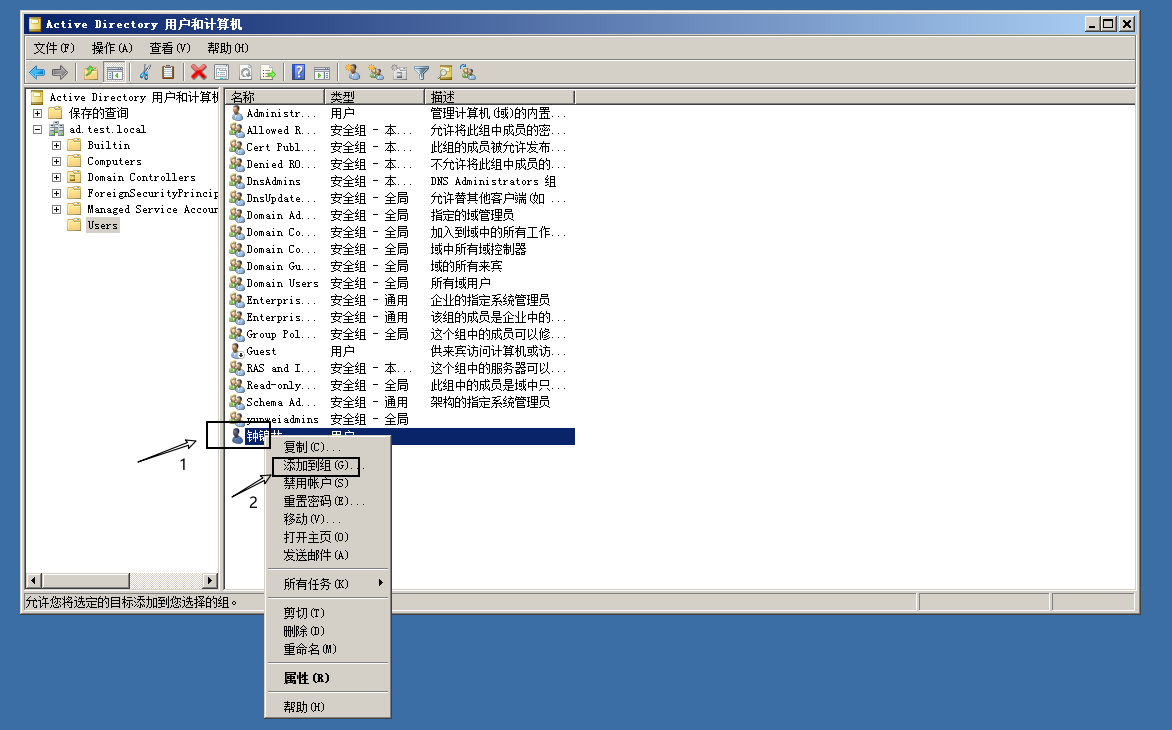 Active Directory 用户和计算机
文件(F) 操作(A) 查看(V) 帮助(H)
Active Directory 用户和计算机
保存的查询
ad.test.local
Builtin
Computers
Domain Controllers
ForeignSecurityPrincip
Managed Service Accour
Users
名称 类型 描述
Administr... 用户 管理计算机(域)的内置...
Allowed R... 安全组 - 本... 允许将此组中成员的密...
Cert Publ... 安全组 - 本... 此组的成员被允许发布...
Denied RO... 安全组 - 本... 不允许将此组中成员的...
DnsAdmins 安全组 - 本... DNS Administrators 组
DnsUpdate... 安全组 - 全局 允许替其他客户端(如 ...
Domain Ad... 安全组 - 全局 指定的域管理员
Domain Co... 安全组 - 全局 加入到域中的所有工作...
Domain Co... 安全组 - 全局 域中所有域控制器
Domain Gu... 安全组 - 全局 域的所有来宾
Domain Users 安全组 - 全局 所有域用户
Enterpris... 安全组 - 通用 企业的指定系统管理员
Enterpris... 安全组 - 通用 该组的成员是企业中的...
Group Pol... 安全组 - 全局 这个组中的成员可以修...
Guest 用户 供来宾访问计算机或访...
RAS and I... 安全组 - 本... 这个组中的服务器可以...
Read-only... 安全组 - 全局 此组中的成员是域中只...
Schema Ad... 安全组 - 通用 架构的指定系统管理员
yunweiadmins 安全组 - 全局
用户
1
2
复制(C)...
添加到组(G)...
禁用帐户(S)
重置密码(E)...
移动(V)...
打开主页(O)
发送邮件(A)
所有任务(K)
剪切(T)
删除(D)
重命名(M)
属性(R)
帮助(H)
允许您将选定的目标添加到您选择的组。